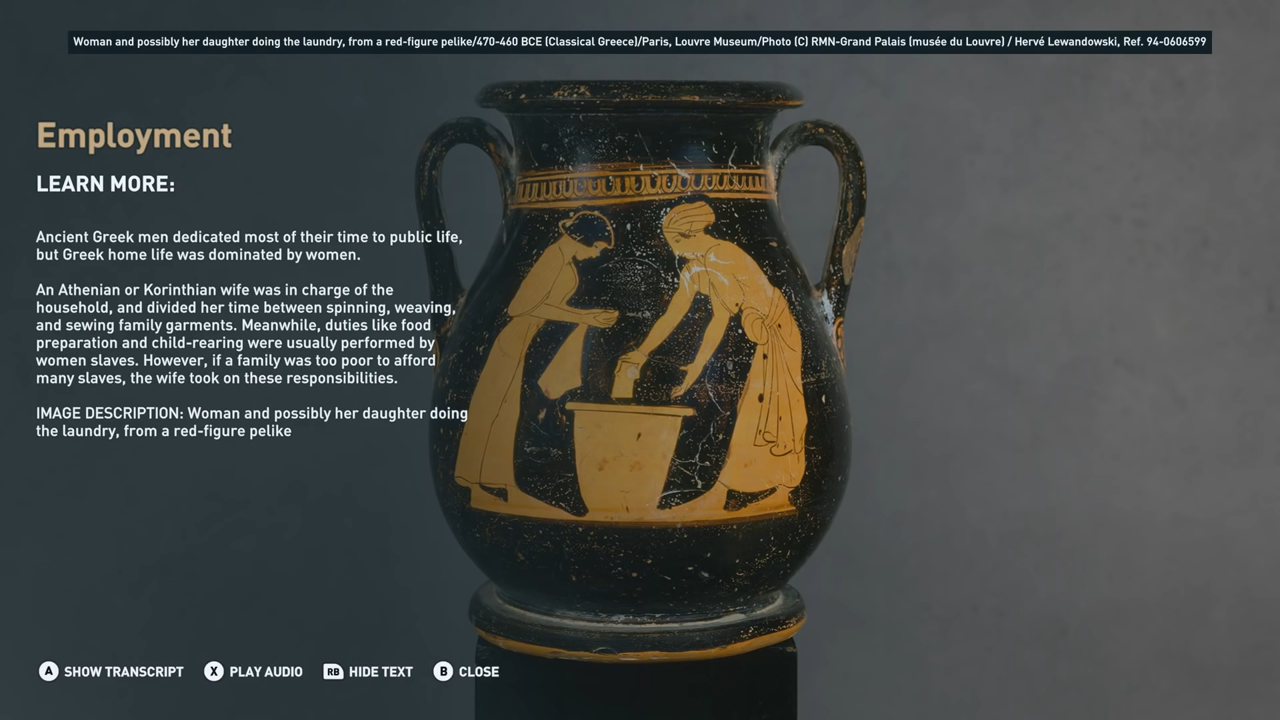 Woman and possibly her daughter doing the laundry, from a red-figure pelike/470-460 BCE (Classical Greece)/Paris, Louvre Museum/Photo (C) RMN-Grand Palais (musée du Louvre) / Hervé Lewandowski, Ref. 94-0606599
Employment
LEARN MORE:
Ancient Greek men dedicated most of their time to public life,
but Greek home life was dominated by women.
An Athenian or Korinthian wife was in charge of the
household, and divided her time between spinning, weaving,
and sewing family garments. Meanwhile, duties like food
preparation and child-rearing were usually performed by
women slaves. However, if a family was too poor to afford
many slaves, the wife took on these responsibilities.
IMAGE DESCRIPTION: Woman and possibly her daughter doing
the laundry, from a red-figure pelike
A SHOW TRANSCRIPT X PLAY AUDIO RB HIDE TEXT B CLOSE